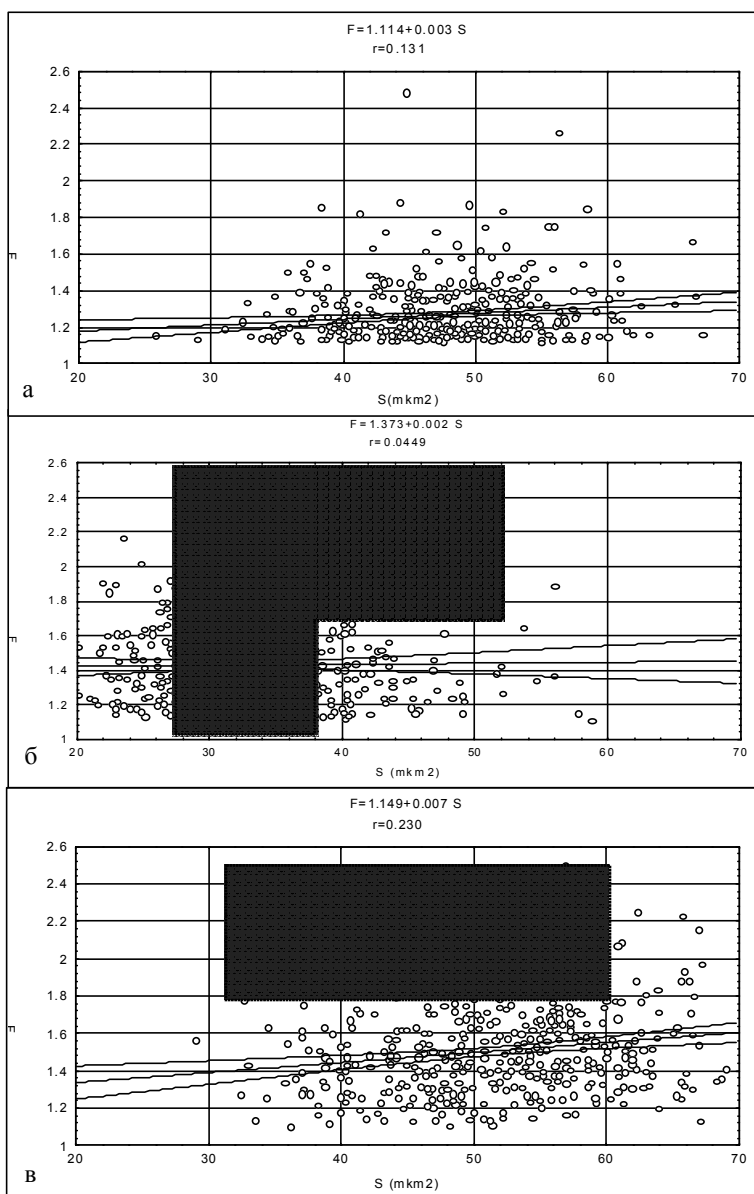 F=1.114+0.003 S
r=0.131
2.6
2.4
2.2
2
1.8
1.6
F
1.4
1.2
1
20 30 40 50 60 70
а
S(mkm2)
F=1.373+0.002 S
r=0.0449
2.6
2.4
2.2
2
1.8
1.6
F
1.4
1.2
1
20 30 40 50 60 70
б
S (mkm2)
F=1.149+0.007 S
r=0.230
2.6
2.4
2.2
2
1.8
1.6
F
1.4
1.2
1
20 30 40 50 60 70
в
S (mkm2)